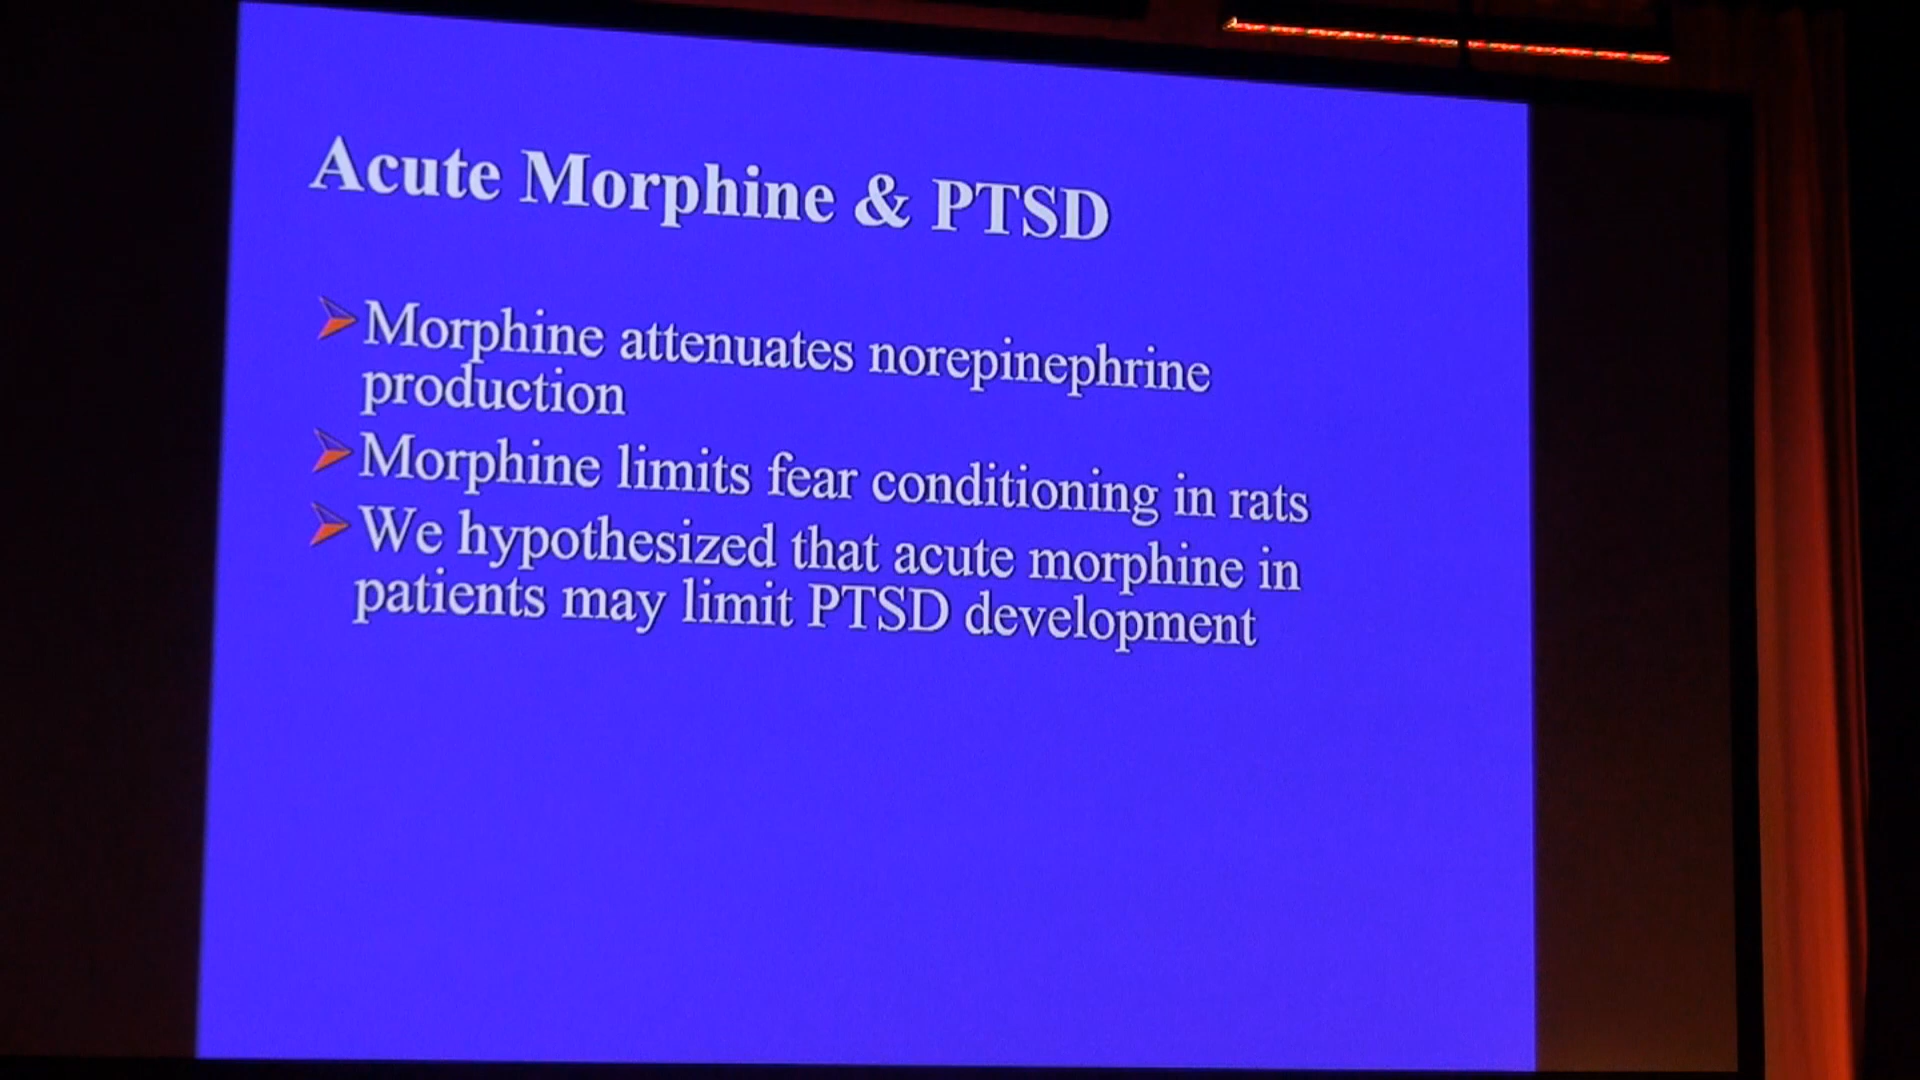 Acute Morphine & PTSD
Morphine attenuates norepinephrine
production
Morphine limits fear conditioning in rats
We hypothesized that acute morphine in
patients may limit PTSD development